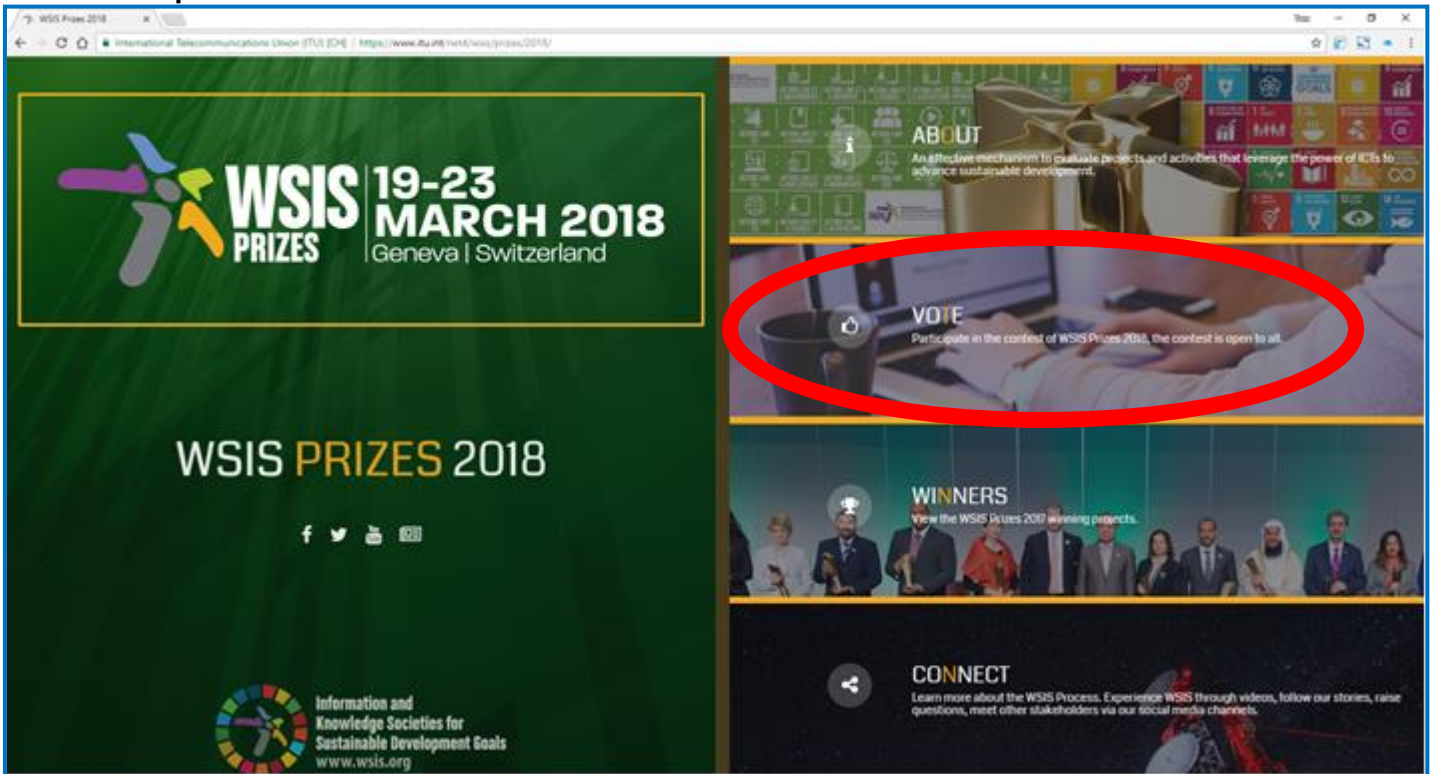 WSIS Prizes 2018
International Telecommunications Union (ITU) [CH] | https://www.itu.int/net4/wsis/prizes/2018/
WSIS
PRIZES
19-23
MARCH 2018
Geneva | Switzerland
WSIS PRIZES 2018
Information and
Knowledge Societies for
Sustainable Development Goals
www.wsis.org
ABOUT
An effective mechanism to evaluate projects and activities that leverage the power of ICTs to
advance sustainable development.
VOTE
Participate in the contest of WSIS Prizes 2018, the contest is open to all.
WINNERS
View the WSIS Prizes 2017 winning projects.
CONNECT
Learn more about the WSIS Process. Experience WSIS through videos, follow our stories, raise
questions, meet other stakeholders via our social media channels.